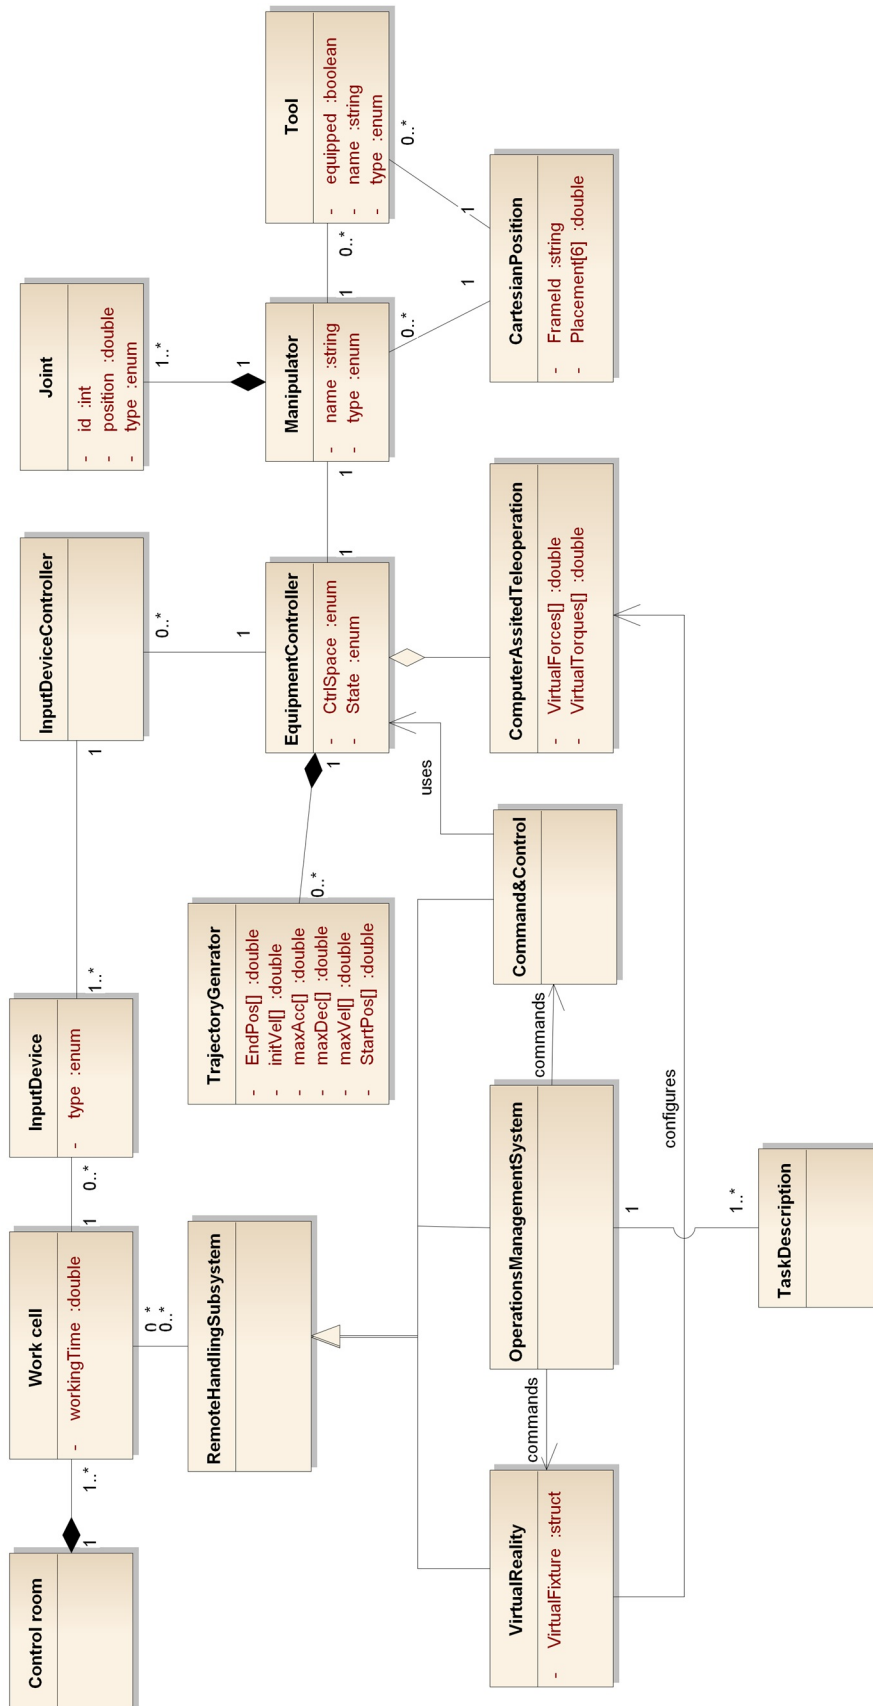 Control room
1
1..*
Work cell
- workingTime :double
1
0..*
InputDevice
- type :enum
1..*
1
InputDeviceController
0..*
1
Joint
- id :int
- position :double
- type :enum
1..*
1
0..*
0..*
RemoteHandlingSubsystem
TrajectoryGenrator
- EndPos[] :double
- initVel[] :double
- maxAcc[] :double
- maxDec[] :double
- maxVel[] :double
- StartPos[] :double
0..*
1
EquipmentController
- CtrlSpace :enum
- State :enum
1
1
Manipulator
- name :string
- type :enum
1
0..*
Tool
- equipped :boolean
- name :string
- type :enum
0..*
1
0..*
1
uses
VirtualReality
- VirtualFixture :struct
commands
OperationsManagementSystem
commands
Command&Control
ComputerAssitedTeleoperation
- VirtualForces[] :double
- VirtualTorques[] :double
CartesianPosition
- FrameId :string
- Placement[6] :double
1
1..*
configures
TaskDescription